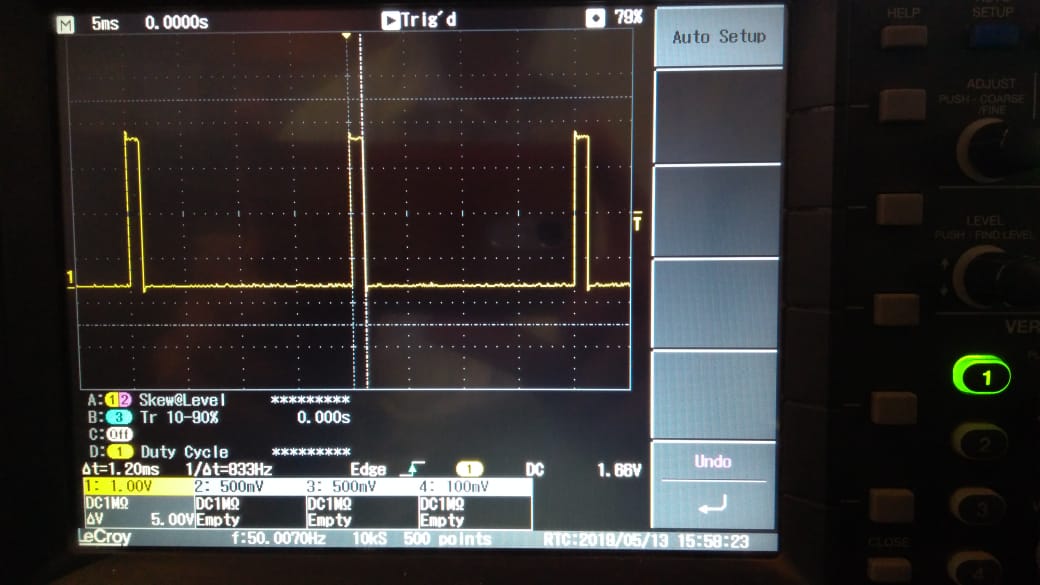 M 5ms 0.0000s Trig'd 79%
Auto Setup
HELP
SETUP
ADJUST
PUSH - COARSE
/FINE
LEVEL
PUSH - FIND LEVEL
T
1
VER
1
2
3
CLOSE
A: 1 2 Skew@Level *********
B: 3 Tr 10-90% 0.000s
C: Off
D: 1 Duty Cycle *********
Δt=1.20ms 1/Δt=833Hz Edge 1 DC 1.66V
1: 1.00V 2: 500mV 3: 500mV 4: 100mV
DC1MΩ DC1MΩ DC1MΩ DC1MΩ
ΔV 5.00V Empty Empty Empty
LeCroy f:50.0070Hz 10kS 500 points RTC:2019/05/13 15:58:23
Undo